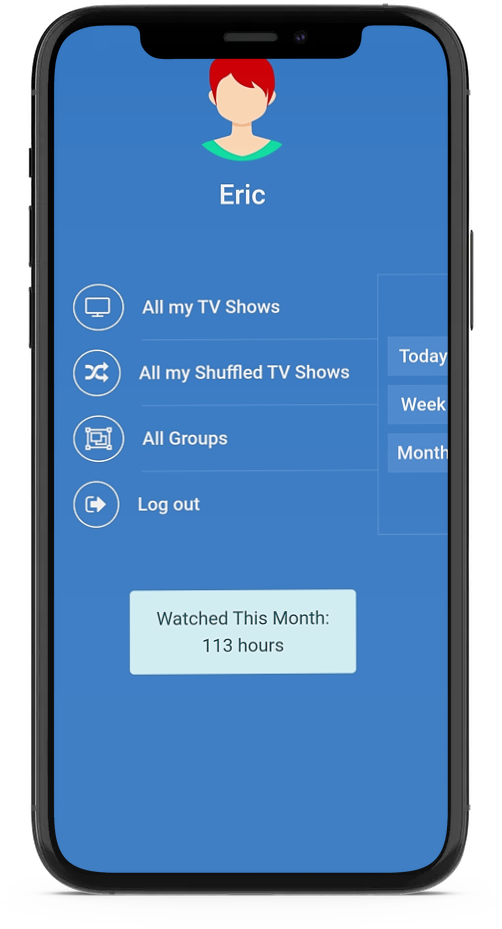 Eric
All my TV Shows
All my Shuffled TV Shows
All Groups
Log out
Today
Week
Month
Watched This Month:
113 hours